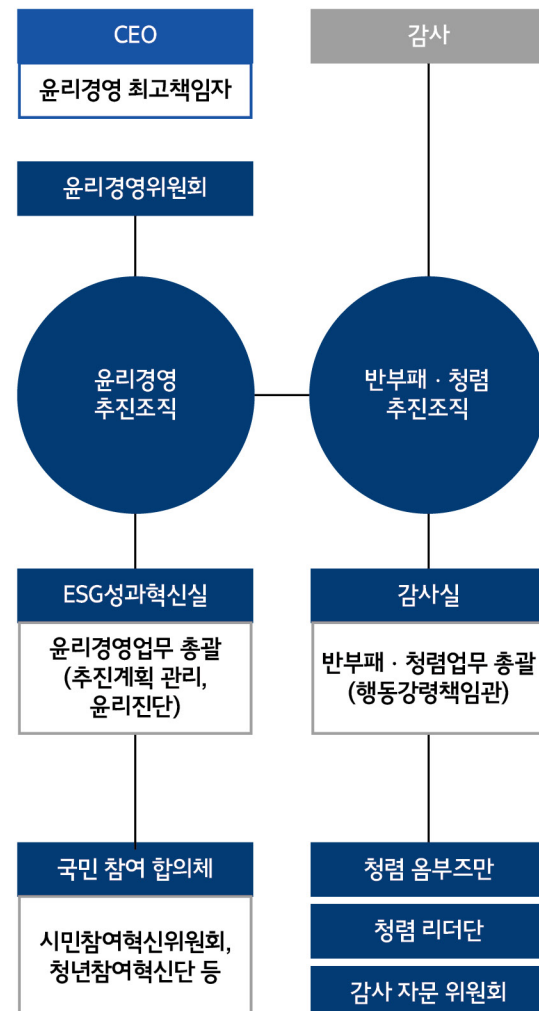 CEO
윤리경영 최고책임자
감사
윤리경영위원회
윤리경영
추진조직
반부패 · 청렴
추진조직
ESG성과혁신실
윤리경영업무 총괄
(추진계획 관리,
윤리진단)
감사실
반부패 · 청렴업무 총괄
(행동강령책임관)
국민 참여 합의체
시민참여혁신위원회,
청년참여혁신단 등
청렴 옴부즈만
청렴 리더단
감사 자문 위원회